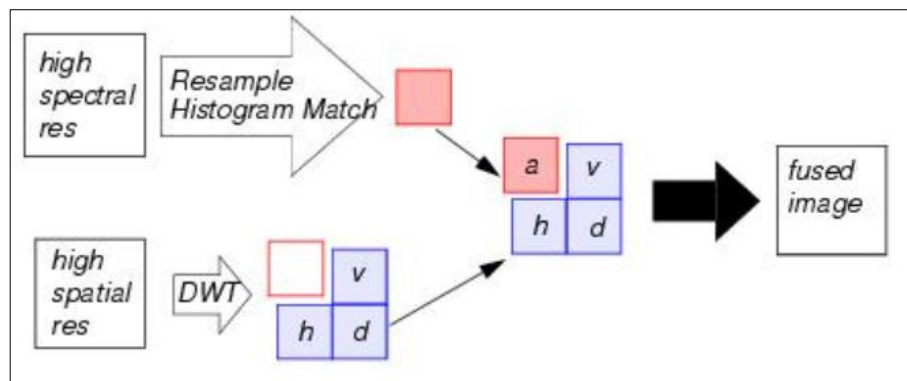 high
spectral
res
Resample
Histogram Match
a
v
h
d
fused
image
high
spatial
res
DWT
v
h
d